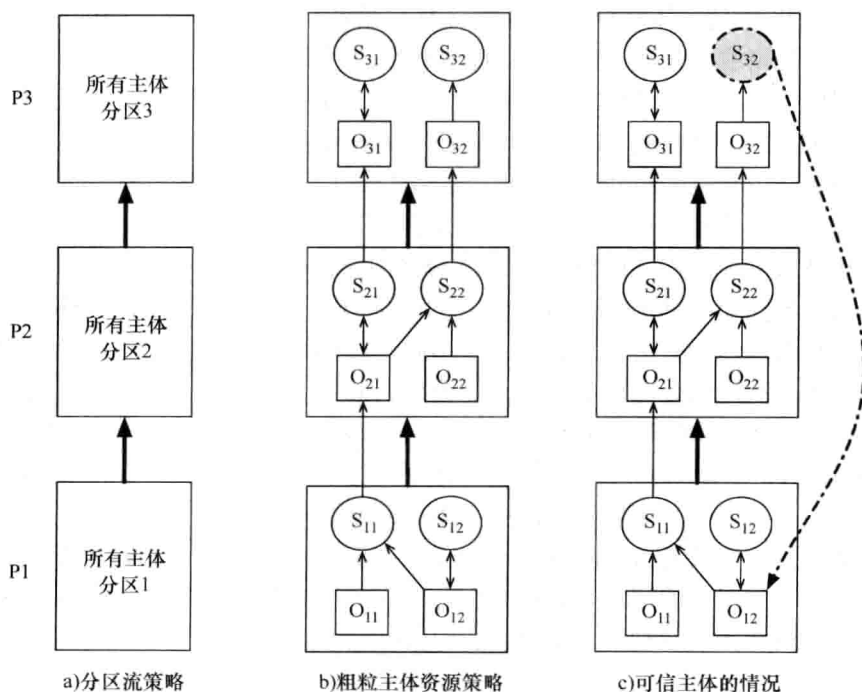 P3
所有主体
分区3
P2
所有主体
分区2
P1
所有主体
分区1
a)分区流策略
S₃₁ S₃₂
O₃₁ O₃₂
S₂₁ S₂₂
O₂₁ O₂₂
S₁₁ S₁₂
O₁₁ O₁₂
b)粗粒主体资源策略
S₃₁ S₃₂
O₃₁ O₃₂
S₂₁ S₂₂
O₂₁ O₂₂
S₁₁ S₁₂
O₁₁ O₁₂
c)可信主体的情况